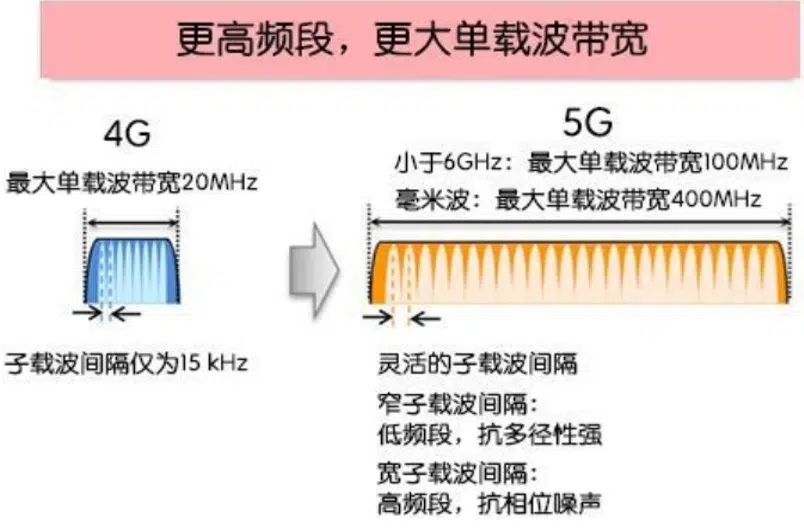 更高频段，更大单载波带宽
4G
最大单载波带宽20MHz
子载波间隔仅为15 kHz
5G
小于6GHz：最大单载波带宽100MHz
毫米波：最大单载波带宽400MHz
灵活的子载波间隔
窄子载波间隔：
低频段，抗多径性强
宽子载波间隔：
高频段，抗相位噪声